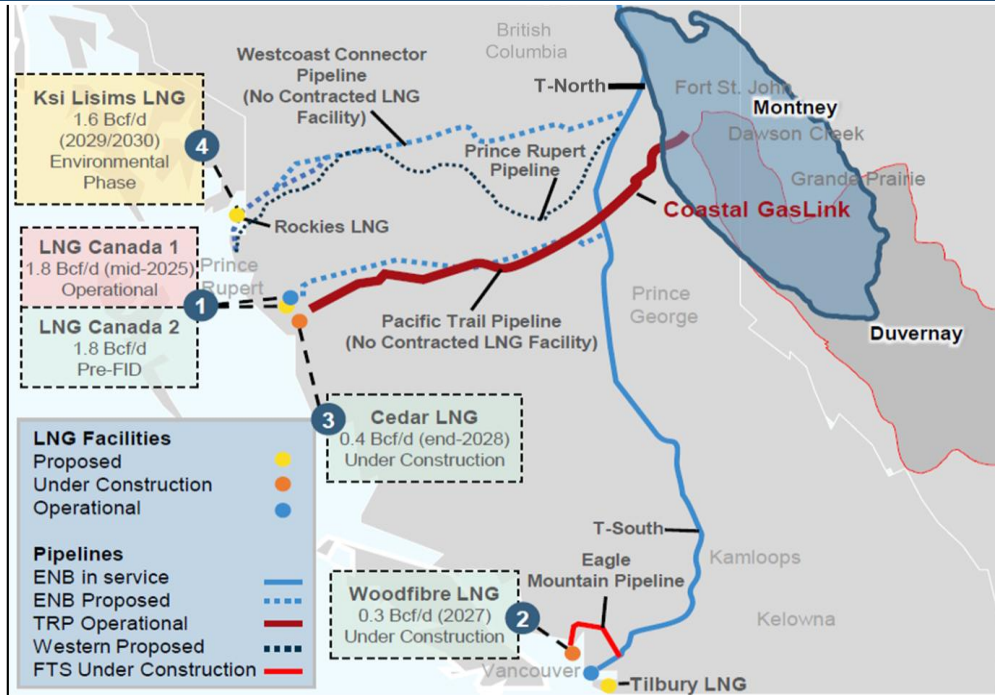 British
Columbia
Westcoast Connector
Pipeline
(No Contracted LNG
Facility)
T-North
Fort St. John
Montney
Dawson Creek
Grande Prairie
Ksi Lisims LNG
1.6 Bcf/d
(2029/2030)
Environmental
Phase
4
Prince Rupert
Pipeline
Coastal GasLink
Rockies LNG
LNG Canada 1
1.8 Bcf/d (mid-2025)
Operational
Prince
Rupert
1
LNG Canada 2
1.8 Bcf/d
Pre-FID
Prince
George
Pacific Trail Pipeline
(No Contracted LNG Facility)
Duvernay
3
Cedar LNG
0.4 Bcf/d (end-2028)
Under Construction
LNG Facilities
Proposed
Under Construction
Operational
Pipelines
ENB in service
ENB Proposed
TRP Operational
Western Proposed
FTS Under Construction
T-South
Kamloops
Eagle
Mountain Pipeline
Woodfibre LNG
0.3 Bcf/d (2027)
Under Construction
2
Kelowna
Vancouver
Tilbury LNG